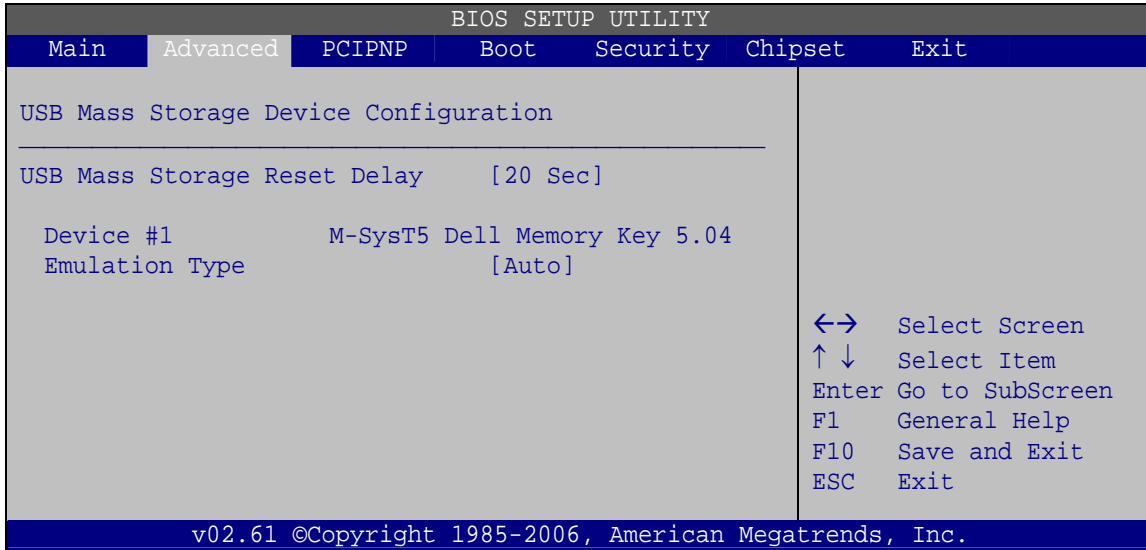 BIOS SETUP UTILITY
Main Advanced PCIPNP Boot Security Chipset Exit
USB Mass Storage Device Configuration
USB Mass Storage Reset Delay [20 Sec]
Device #1 M-SysT5 Dell Memory Key 5.04
Emulation Type [Auto]
←→ Select Screen
↑ ↓ Select Item
Enter Go to SubScreen
F1 General Help
F10 Save and Exit
ESC Exit
v02.61 ©Copyright 1985-2006, American Megatrends, Inc.